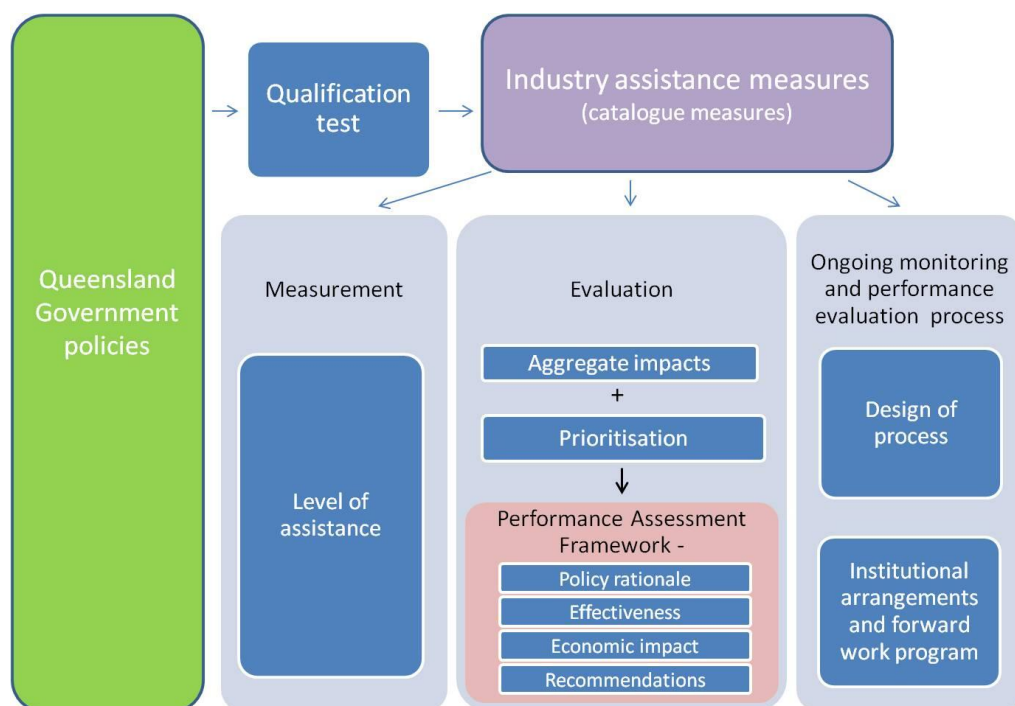 Queensland
Government
policies
Qualification
test
Industry assistance measures
(catalogue measures)
Measurement
Level of
assistance
Evaluation
Aggregate impacts
+
Prioritisation
Performance Assessment
Framework -
Policy rationale
Effectiveness
Economic impact
Recommendations
Ongoing monitoring
and performance
evaluation process
Design of
process
Institutional
arrangements
and forward
work program